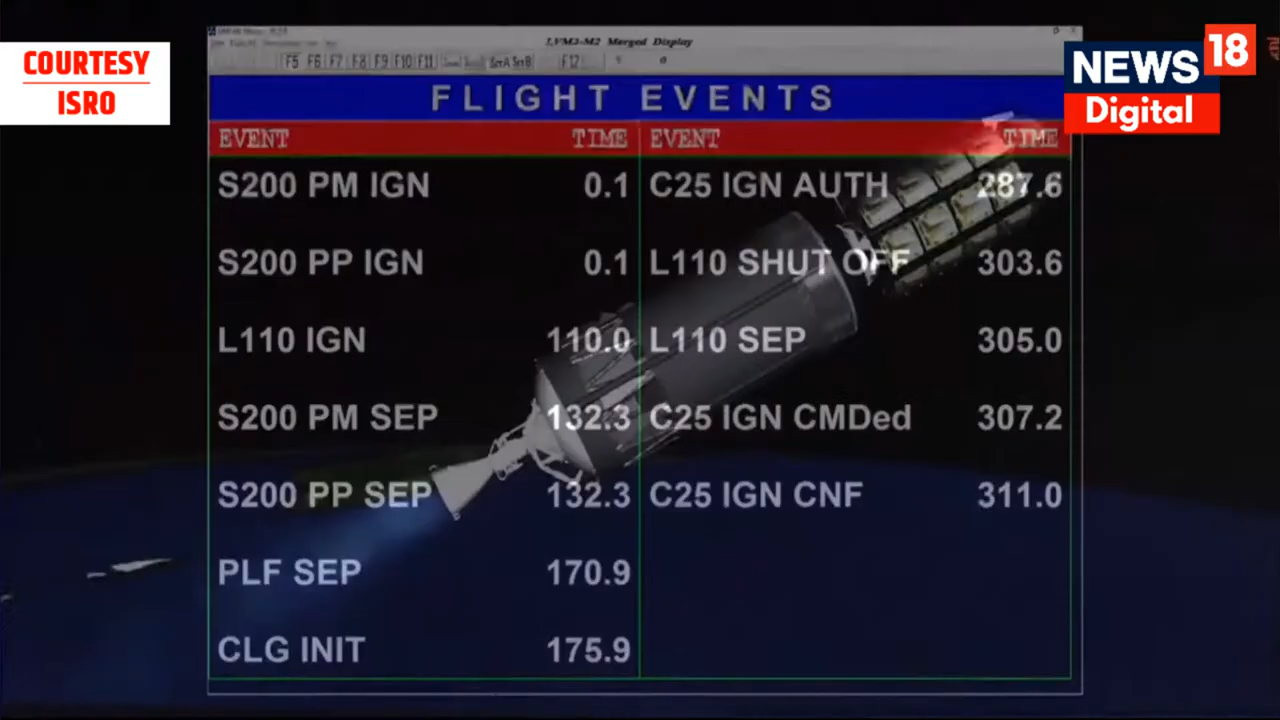 COURTESY
ISRO
NEWS 18
Digital
LVM3-M2 Merged Display
F5 F6 F7 F8 F9 F10 F11 ScrA ScrB F12
FLIGHT EVENTS
EVENT TIME EVENT TIME
S200 PM IGN 0.1 C25 IGN AUTH 287.6
S200 PP IGN 0.1 L110 SHUT OFF 303.6
L110 IGN 110.0 L110 SEP 305.0
S200 PM SEP 132.3 C25 IGN CMDed 307.2
S200 PP SEP 132.3 C25 IGN CNF 311.0
PLF SEP 170.9
CLG INIT 175.9